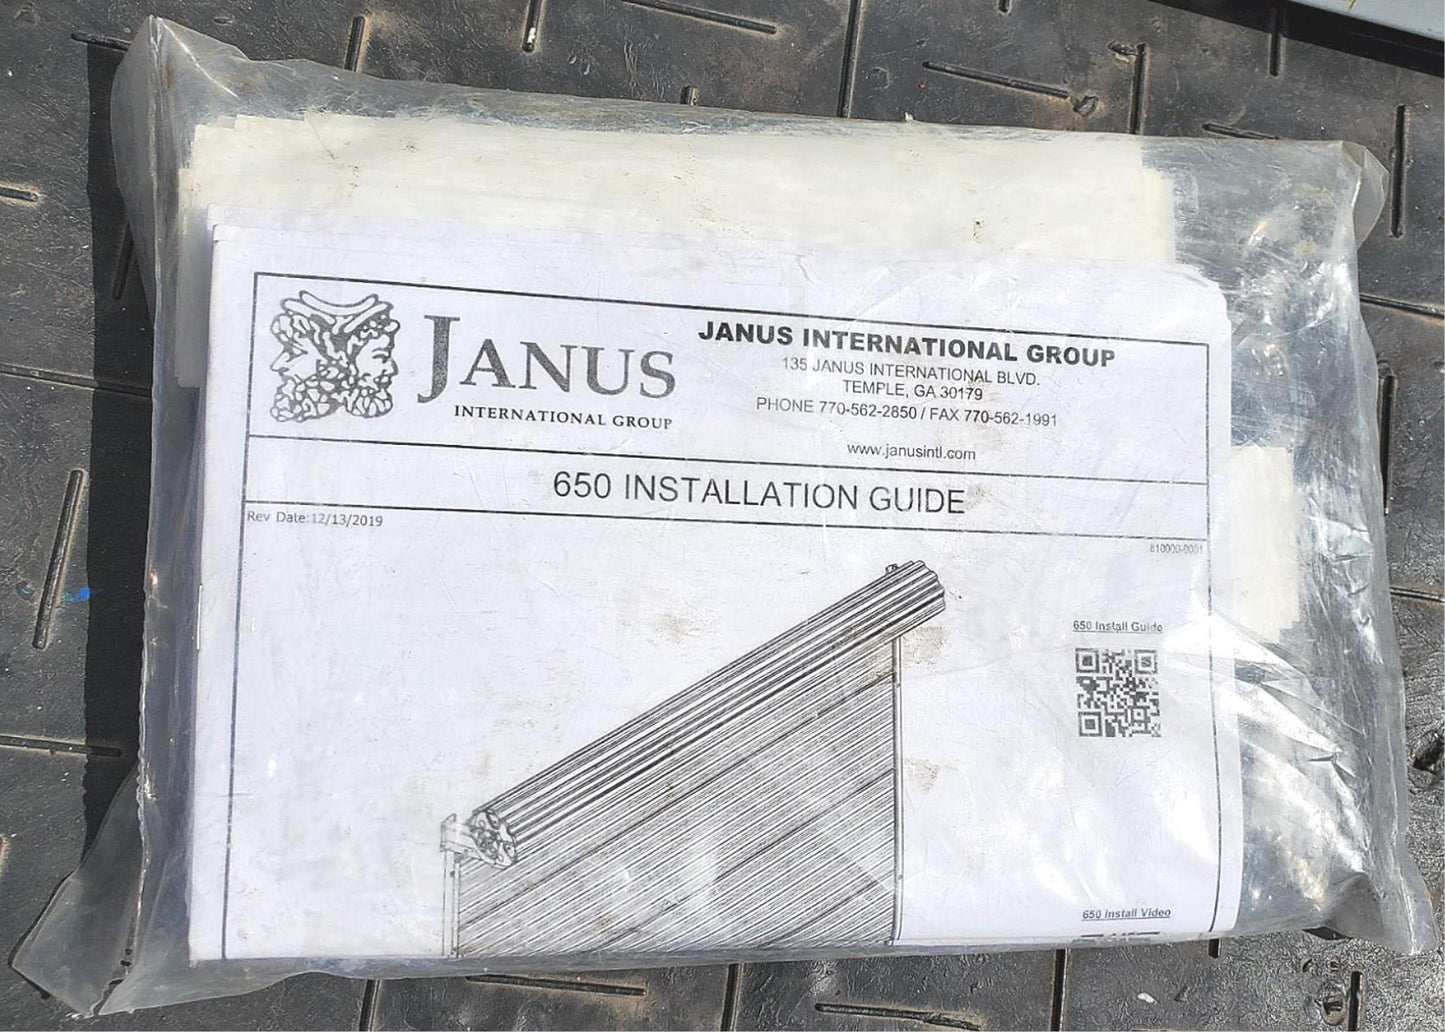 JANUS
INTERNATIONAL GROUP
JANUS INTERNATIONAL GROUP
135 JANUS INTERNATIONAL BLVD.
TEMPLE, GA 30179
PHONE 770-562-2850 / FAX 770-562-1991
www.janusintl.com
650 INSTALLATION GUIDE
Rev Date:12/13/2019
810000-0001
650 Install Guide
650 Install Video